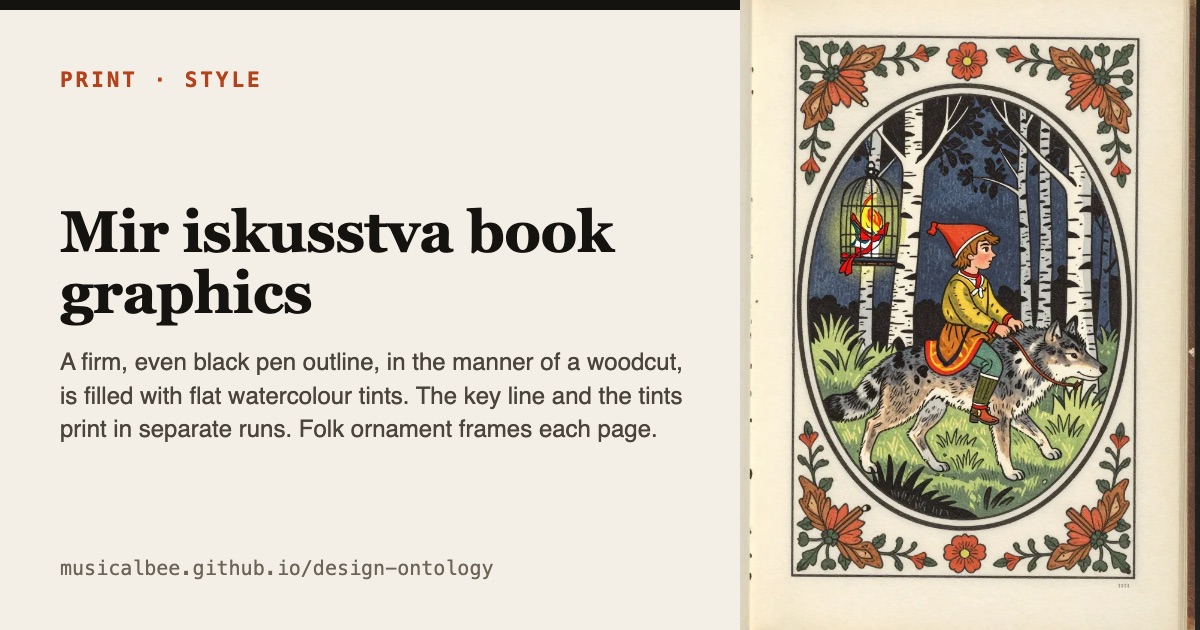 PRINT · STYLE
Mir iskusstva book
graphics
A firm, even black pen outline, in the manner of a woodcut,
is filled with flat watercolour tints. The key line and the tints
print in separate runs. Folk ornament frames each page.
musicalbee.github.io/design-ontology